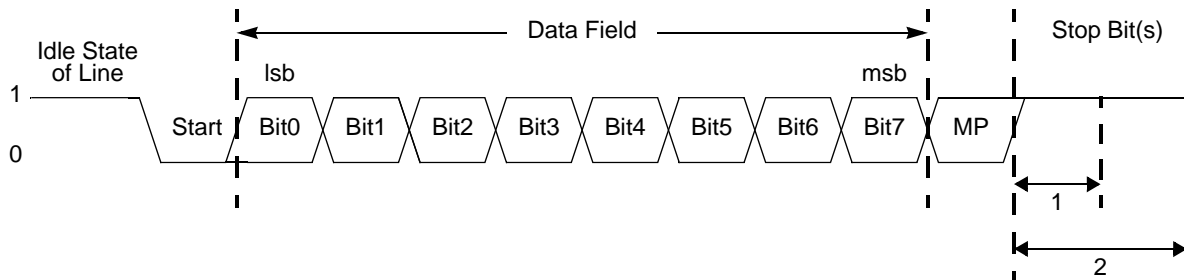 Data Field
Stop Bit(s)
Idle State
of Line
lsb
msb
1
Start
Bit0
Bit1
Bit2
Bit3
Bit4
Bit5
Bit6
Bit7
MP
0
1
2